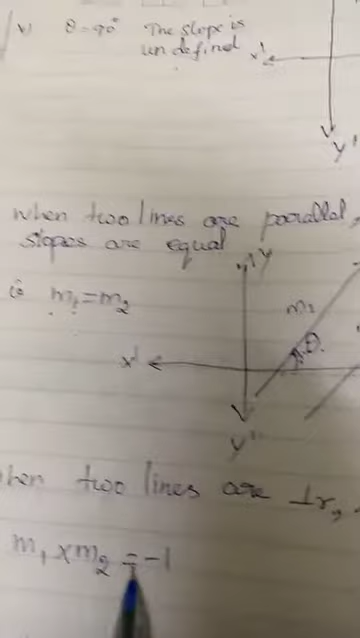 v) θ=90° The slope is
undefined
x'
y'
when two lines are parallel,
slopes are equal
y
is m₁=m₂
m₁
θ
x'
y'
when two lines are ⊥r,
m₁ × m₂ = -1